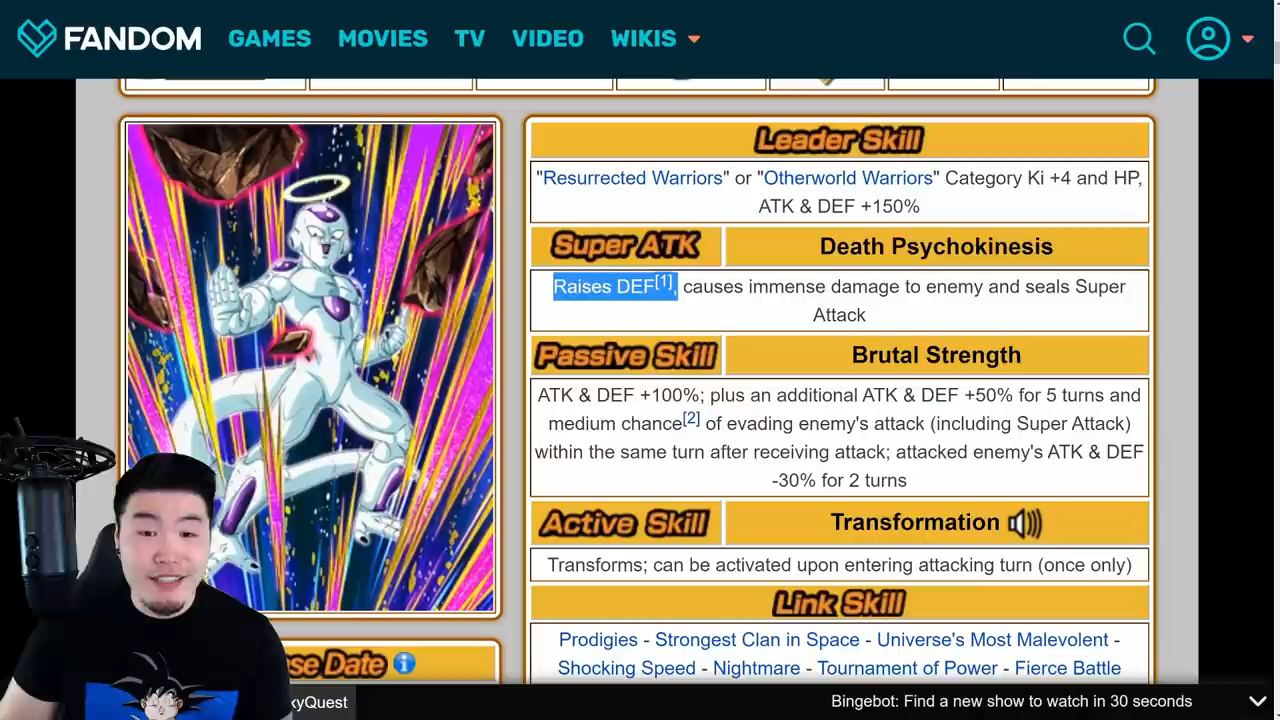 FANDOM GAMES MOVIES TV VIDEO WIKIS
Leader Skill
"Resurrected Warriors" or "Otherworld Warriors" Category Ki +4 and HP,
ATK & DEF +150%
Super ATK Death Psychokinesis
Raises DEF[1], causes immense damage to enemy and seals Super
Attack
Passive Skill Brutal Strength
ATK & DEF +100%; plus an additional ATK & DEF +50% for 5 turns and
medium chance[2] of evading enemy's attack (including Super Attack)
within the same turn after receiving attack; attacked enemy's ATK & DEF
-30% for 2 turns
Active Skill Transformation
Transforms; can be activated upon entering attacking turn (once only)
Link Skill
Prodigies - Strongest Clan in Space - Universe's Most Malevolent -
Shocking Speed - Nightmare - Tournament of Power - Fierce Battle
se Date
kyQuest
Bingebot: Find a new show to watch in 30 seconds